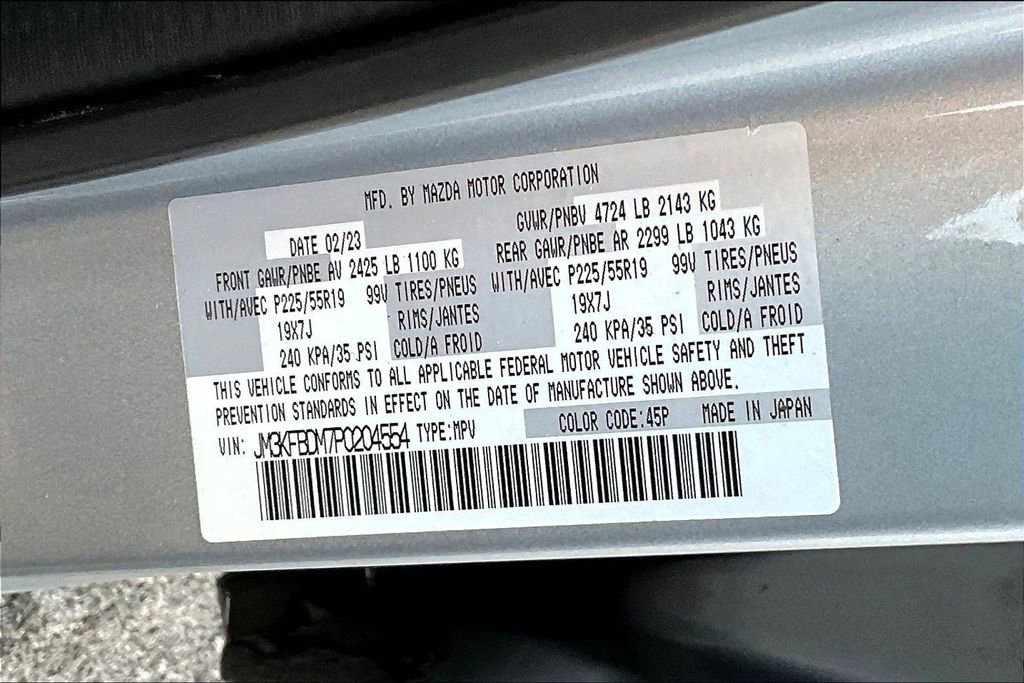 MFD. BY MAZDA MOTOR CORPORATION
DATE 02/23 GVWR/PNBV 4724 LB 2143 KG
FRONT GAWR/PNBE AV 2425 LB 1100 KG REAR GAWR/PNBE AR 2299 LB 1043 KG
WITH/AVEC P225/55R19 99V TIRES/PNEUS WITH/AVEC P225/55R19 99V TIRES/PNEUS
19X7J RIMS/JANTES 19X7J RIMS/JANTES
240 KPA/35 PSI COLD/A FROID 240 KPA/35 PSI COLD/A FROID
THIS VEHICLE CONFORMS TO ALL APPLICABLE FEDERAL MOTOR VEHICLE SAFETY AND THEFT
PREVENTION STANDARDS IN EFFECT ON THE DATE OF MANUFACTURE SHOWN ABOVE.
VIN: JM3KFBDM7P0204554 TYPE:MPV COLOR CODE:45P MADE IN JAPAN